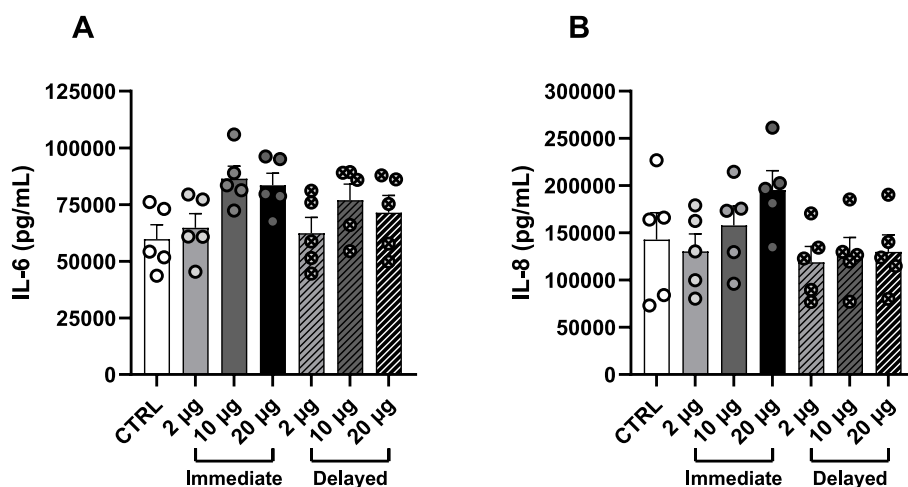 A
IL-6 (pg/mL)
125000
100000
75000
50000
25000
0
CTRL
2 µg
10 µg
20 µg
2 µg
10 µg
20 µg
Immediate
Delayed
B
IL-8 (pg/mL)
300000
250000
200000
150000
100000
50000
0
CTRL
2 µg
10 µg
20 µg
2 µg
10 µg
20 µg
Immediate
Delayed